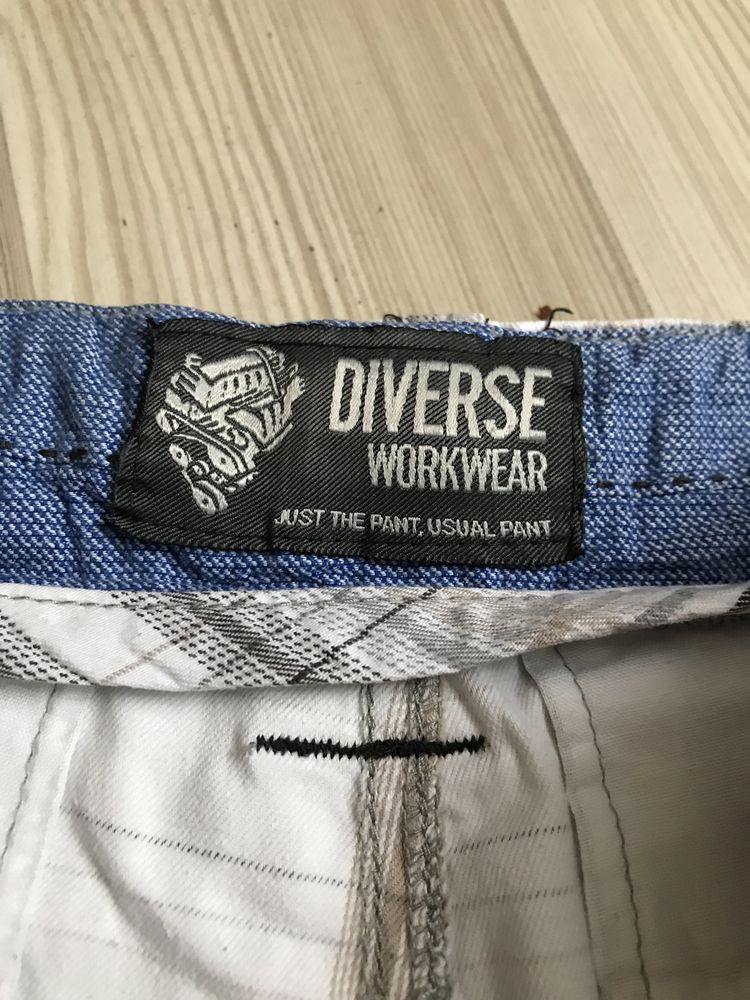 DIVERSE
WORKWEAR
JUST THE PANT, USUAL PANT